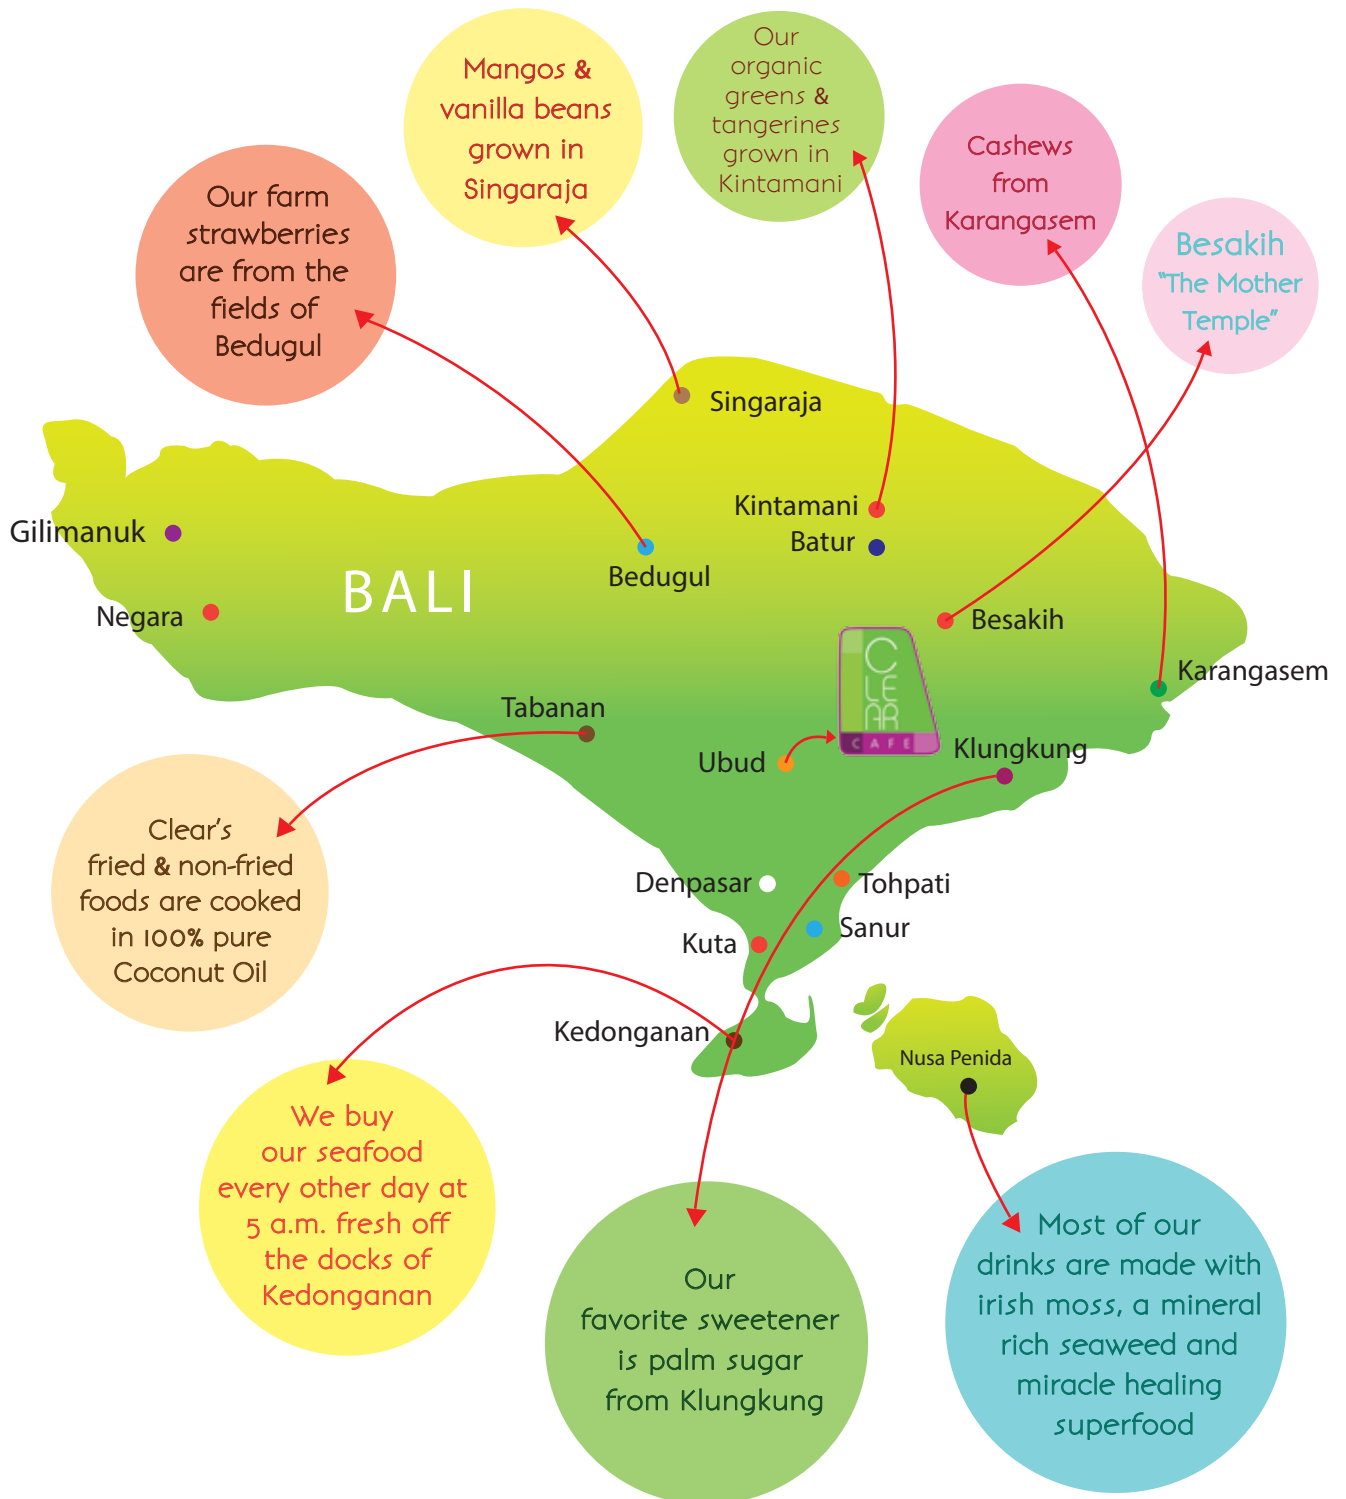 Our
organic
greens &
tangerines
grown in
Kintamani
Mangos &
vanilla beans
grown in
Singaraja
Cashews
from
Karangasem
Our farm
strawberries
are from the
fields of
Bedugul
Besakih
"The Mother
Temple"
Singaraja
Kintamani
Batur
Gilimanuk
Bedugul
BALI
Negara
Besakih
Karangasem
Tabanan
CLEAR
CAFE
Ubud
Klungkung
Clear's
fried & non-fried
foods are cooked
in 100% pure
Coconut Oil
Denpasar
Tohpati
Kuta
Sanur
Kedonganan
Nusa Penida
We buy
our seafood
every other day at
5 a.m. fresh off
the docks of
Kedonganan
Our
favorite sweetener
is palm sugar
from Klungkung
Most of our
drinks are made with
irish moss, a mineral
rich seaweed and
miracle healing
superfood